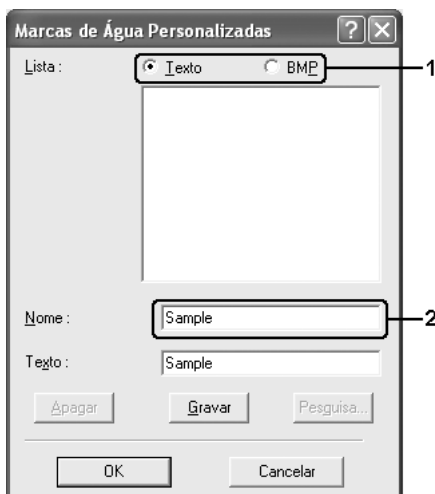 Marcas de Água Personalizadas
Lista : Texto BMP 1
Nome : Sample 2
Texto : Sample
Apagar Gravar Pesquisa...
OK Cancelar